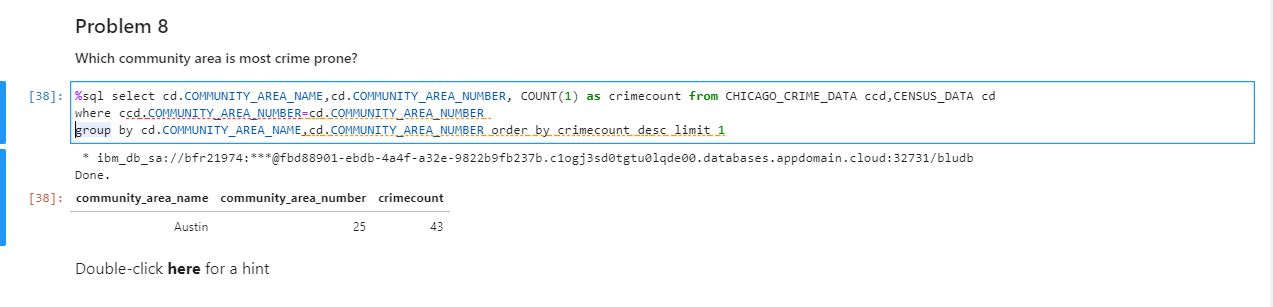 Problem 8
Which community area is most crime prone?
[38]: %sql select cd.COMMUNITY_AREA_NAME,cd.COMMUNITY_AREA_NUMBER, COUNT(1) as crimecount from CHICAGO_CRIME_DATA ccd,CENSUS_DATA cd
where ccd.COMMUNITY_AREA_NUMBER=cd.COMMUNITY_AREA_NUMBER
group by cd.COMMUNITY_AREA_NAME,cd.COMMUNITY_AREA_NUMBER order by crimecount desc limit 1
* ibm_db_sa://bfr21974:***@fbd88901-ebdb-4a4f-a32e-9822b9fb237b.c1ogj3sd0tgtu0lqde00.databases.appdomain.cloud:32731/bludb
Done.
[38]: community_area_name community_area_number crimecount
Austin 25 43
Double-click here for a hint